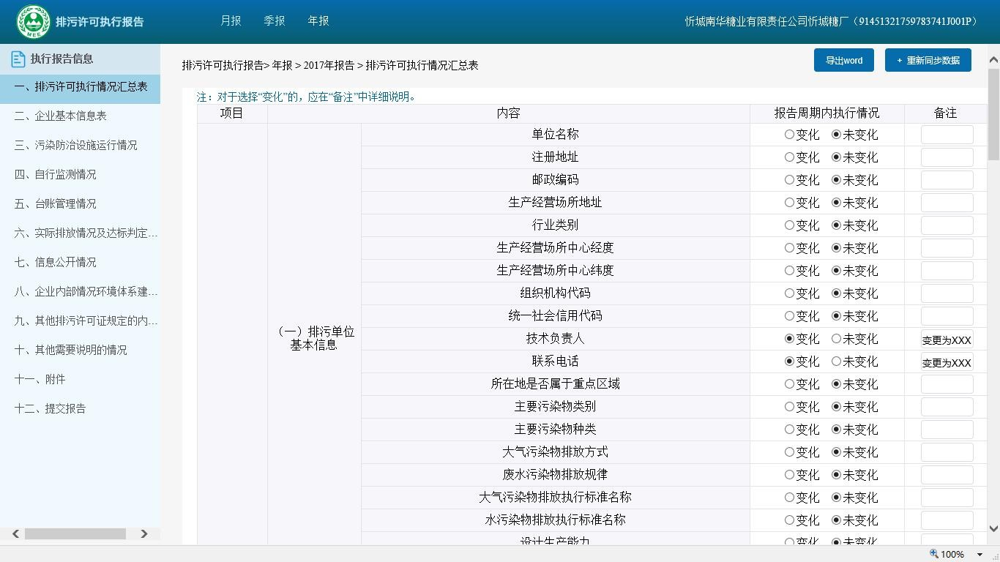 排污许可执行报告 月报 季报 年报 忻城南华糖业有限责任公司忻城糖厂（91451321759783741J001P）
MEE
执行报告信息
一、排污许可执行情况汇总表
二、企业基本信息表
三、污染防治设施运行情况
四、自行监测情况
五、台账管理情况
六、实际排放情况及达标判定...
七、信息公开情况
八、企业内部情况环境体系建...
九、其他排污许可证规定的内...
十、其他需要说明的情况
十一、附件
十二、提交报告
排污许可执行报告> 年报 > 2017年报告 > 排污许可执行情况汇总表 导出word + 重新同步数据
注：对于选择“变化”的，应在“备注”中详细说明。
项目 内容 报告周期内执行情况 备注
（一）排污单位
基本信息
单位名称 变化 未变化
注册地址 变化 未变化
邮政编码 变化 未变化
生产经营场所地址 变化 未变化
行业类别 变化 未变化
生产经营场所中心经度 变化 未变化
生产经营场所中心纬度 变化 未变化
组织机构代码 变化 未变化
统一社会信用代码 变化 未变化
技术负责人 变化 未变化 变更为XXX
联系电话 变化 未变化 变更为XXX
所在地是否属于重点区域 变化 未变化
主要污染物类别 变化 未变化
主要污染物种类 变化 未变化
大气污染物排放方式 变化 未变化
废水污染物排放规律 变化 未变化
大气污染物排放执行标准名称 变化 未变化
水污染物排放执行标准名称 变化 未变化
设计生产能力 变化 未变化
100%